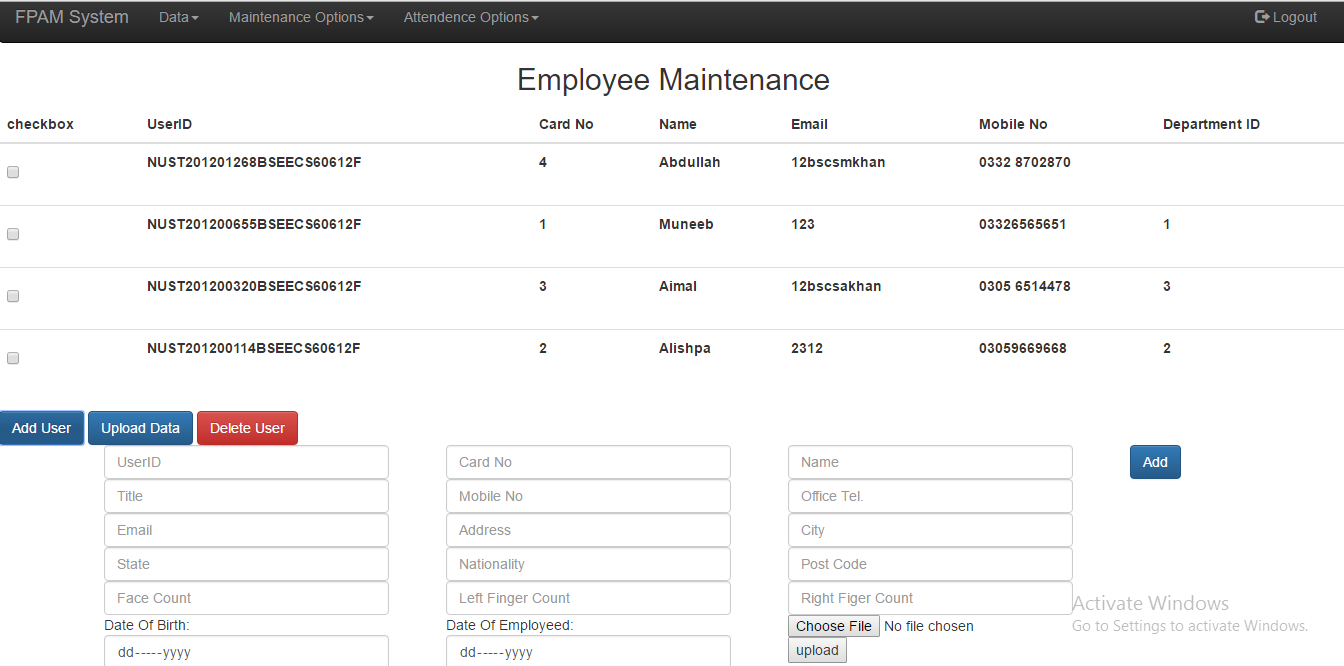 FPAM System Data Maintenance Options Attendence Options Logout
Employee Maintenance
checkbox UserID Card No Name Email Mobile No Department ID
NUST201201268BSEECS60612F 4 Abdullah 12bscsmkhan 0332 8702870
NUST201200655BSEECS60612F 1 Muneeb 123 03326565651 1
NUST201200320BSEECS60612F 3 Aimal 12bscsakhan 0305 6514478 3
NUST201200114BSEECS60612F 2 Alishpa 2312 03059669668 2
Add User Upload Data Delete User
UserID Card No Name Add
Title Mobile No Office Tel.
Email Address City
State Nationality Post Code
Face Count Left Finger Count Right Figer Count
Activate Windows
Go to Settings to activate Windows.
Date Of Birth: Date Of Employeed: Choose File No file chosen
dd-----yyyy dd-----yyyy upload